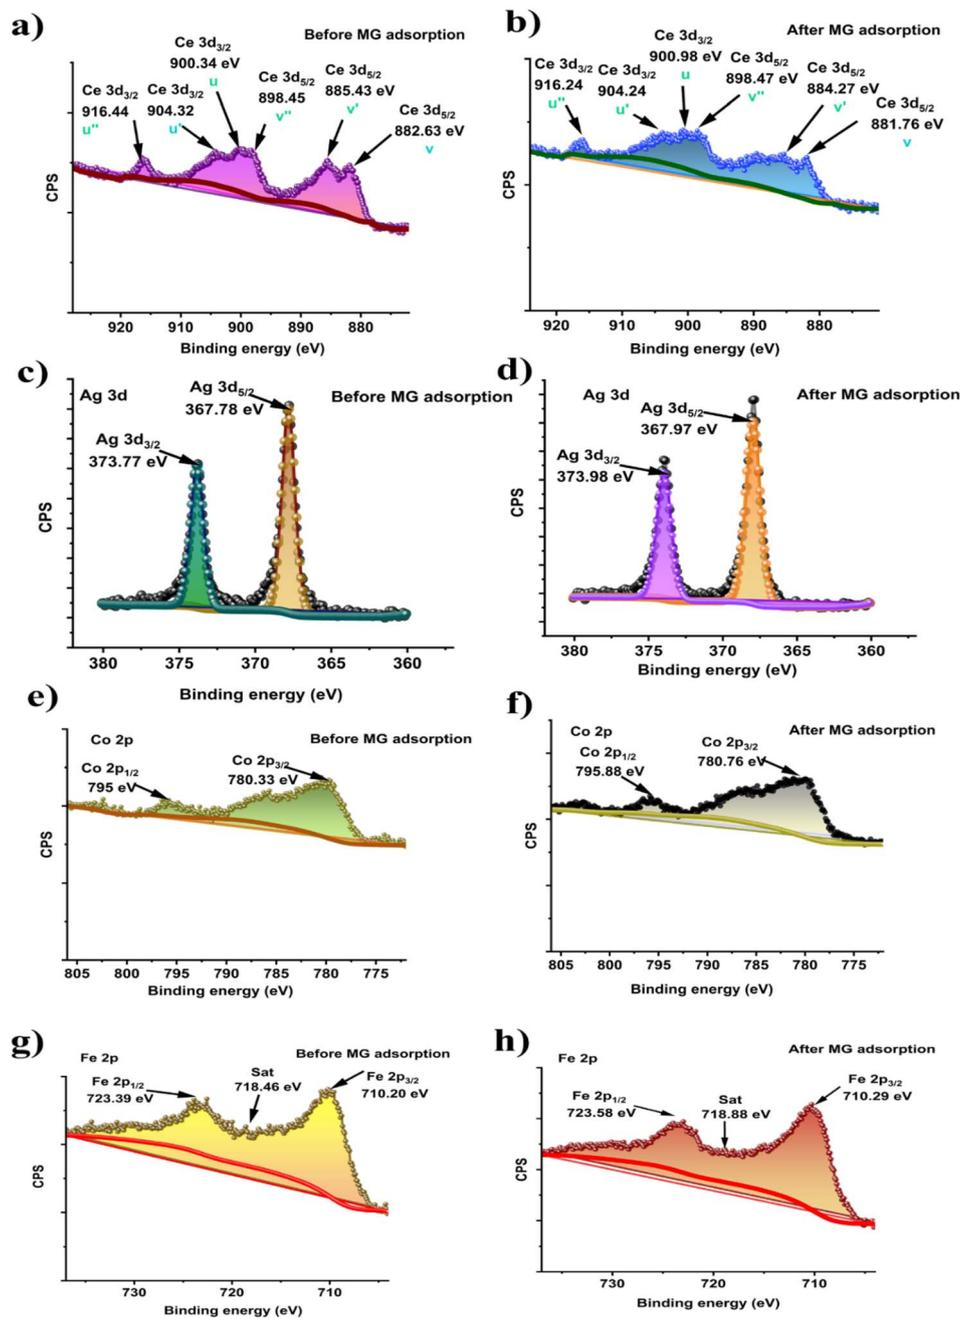 a)
Before MG adsorption
Ce 3d3/2
900.34 eV
u
Ce 3d3/2
916.44
u''
Ce 3d3/2
904.32
u'
Ce 3d5/2
898.45
v''
Ce 3d5/2
885.43 eV
v'
Ce 3d5/2
882.63 eV
v
CPS
920 910 900 890 880
Binding energy (eV)
b)
After MG adsorption
Ce 3d3/2
900.98 eV
u
Ce 3d3/2
916.24
u''
Ce 3d3/2
904.24
u'
Ce 3d5/2
898.47 eV
v''
Ce 3d5/2
884.27 eV
v'
Ce 3d5/2
881.76 eV
v
CPS
920 910 900 890 880
Binding energy (eV)
c)
Ag 3d
Before MG adsorption
Ag 3d5/2
367.78 eV
Ag 3d3/2
373.77 eV
CPS
380 375 370 365 360
Binding energy (eV)
d)
Ag 3d
After MG adsorption
Ag 3d5/2
367.97 eV
Ag 3d3/2
373.98 eV
CPS
380 375 370 365 360
Binding energy (eV)
e)
Co 2p
Before MG adsorption
Co 2p1/2
795 eV
Co 2p3/2
780.33 eV
CPS
805 800 795 790 785 780 775
Binding energy (eV)
f)
Co 2p
After MG adsorption
Co 2p1/2
795.88 eV
Co 2p3/2
780.76 eV
CPS
805 800 795 790 785 780 775
Binding energy (eV)
g)
Fe 2p
Before MG adsorption
Fe 2p1/2
723.39 eV
Sat
718.46 eV
Fe 2p3/2
710.20 eV
CPS
730 720 710
Binding energy (eV)
h)
Fe 2p
After MG adsorption
Fe 2p1/2
723.58 eV
Sat
718.88 eV
Fe 2p3/2
710.29 eV
CPS
730 720 710
Binding energy (eV)